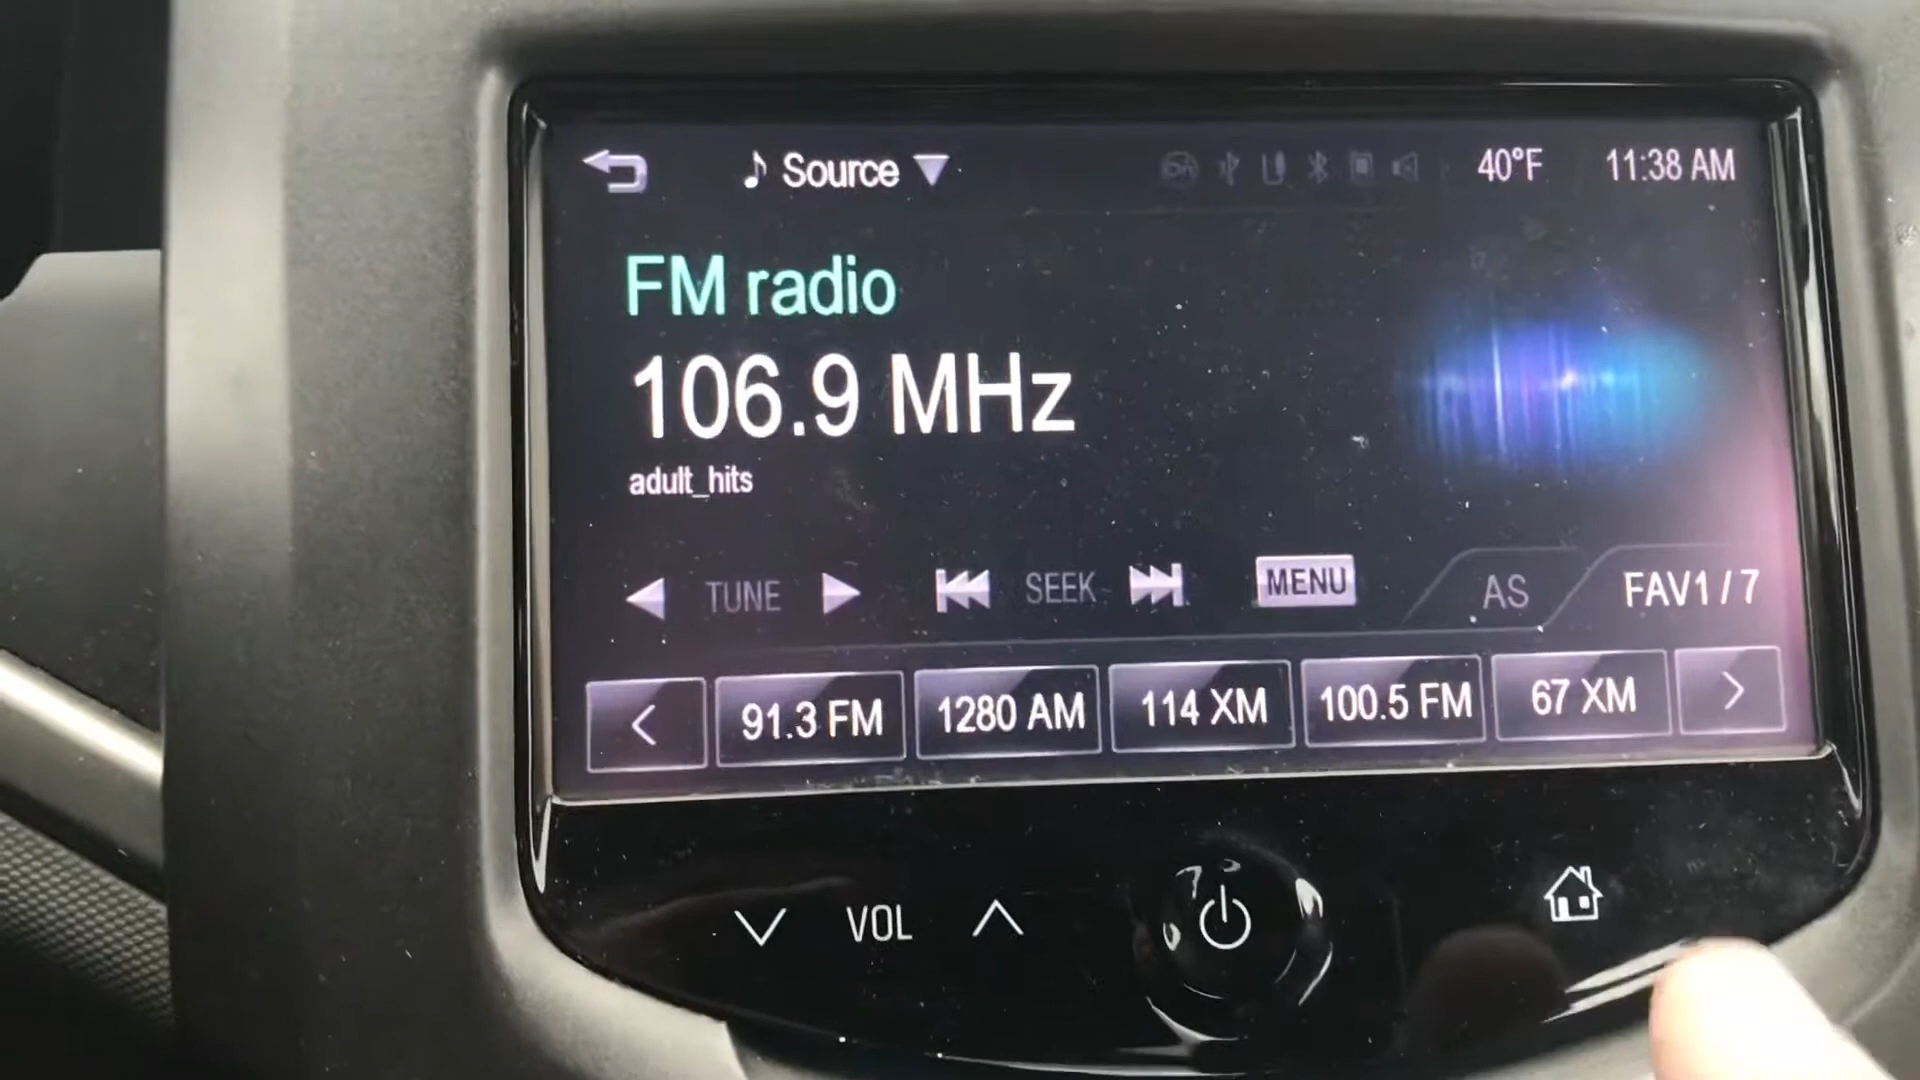 Source 40°F 11:38 AM
FM radio
106.9 MHz
adult_hits
TUNE SEEK MENU AS FAV1 / 7
< 91.3 FM 1280 AM 114 XM 100.5 FM 67 XM >
VOL